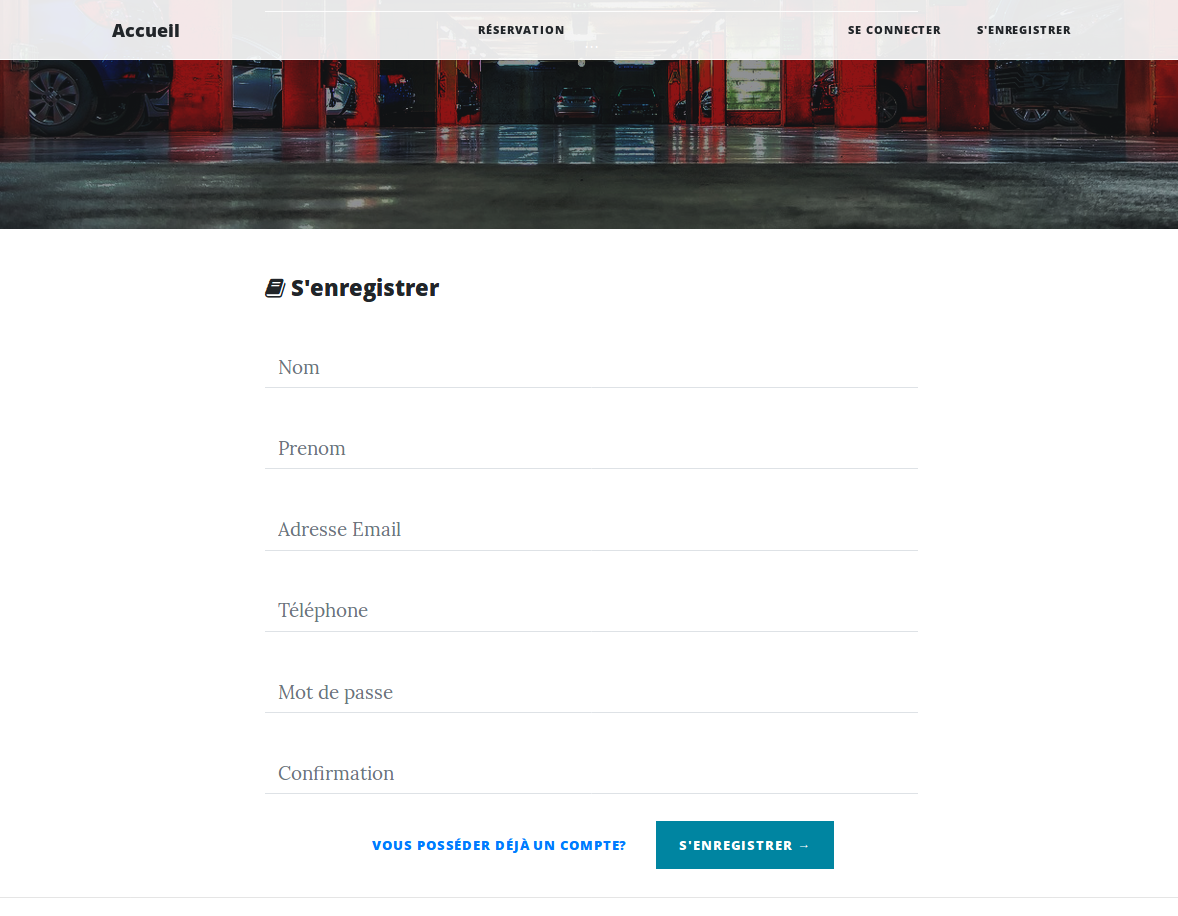 Accueil RÉSERVATION SE CONNECTER S'ENREGISTRER
S'enregistrer
Nom
Prenom
Adresse Email
Téléphone
Mot de passe
Confirmation
VOUS POSSÉDER DÉJÀ UN COMPTE? S'ENREGISTRER →